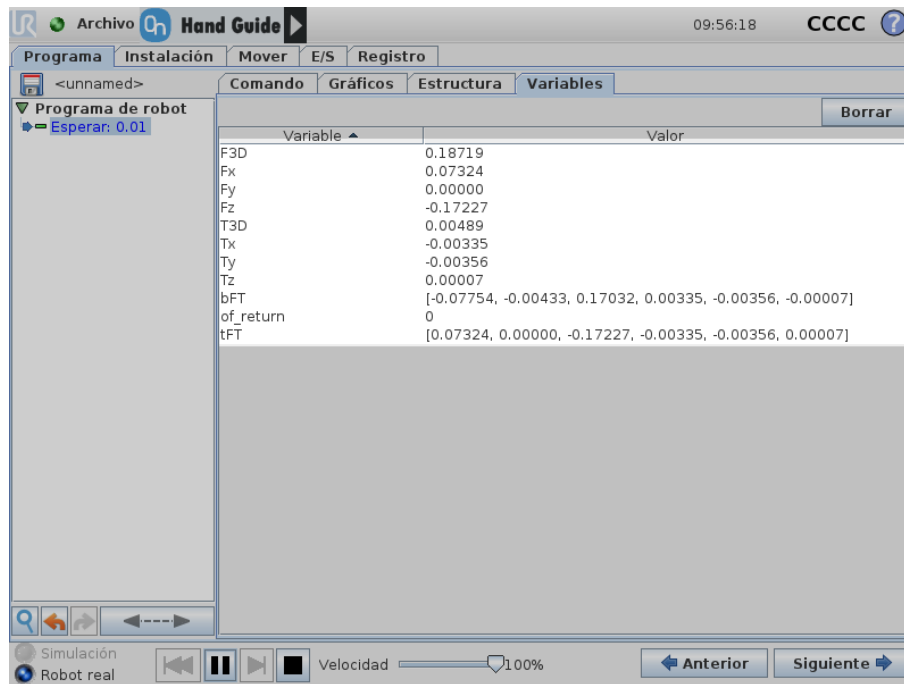 UR Archivo On Hand Guide 09:56:18 CCCC ?
Programa Instalación Mover E/S Registro
<unnamed> Comando Gráficos Estructura Variables
Programa de robot
Borrar
Esperar: 0.01
Variable Valor
F3D 0.18719
Fx 0.07324
Fy 0.00000
Fz -0.17227
T3D 0.00489
Tx -0.00335
Ty -0.00356
Tz 0.00007
bFT [-0.07754, -0.00433, 0.17032, 0.00335, -0.00356, -0.00007]
of_return 0
tFT [0.07324, 0.00000, -0.17227, -0.00335, -0.00356, 0.00007]
Simulación
Robot real
Velocidad 100% Anterior Siguiente